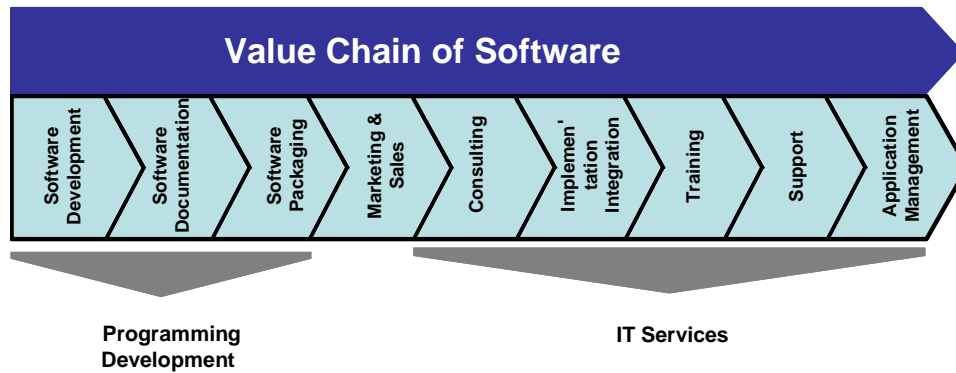 Value Chain of Software
Software
Development
Software
Documentation
Software
Packaging
Marketing &
Sales
Consulting
Implemen'
tation
Integration
Training
Support
Application
Management
Programming
Development
IT Services